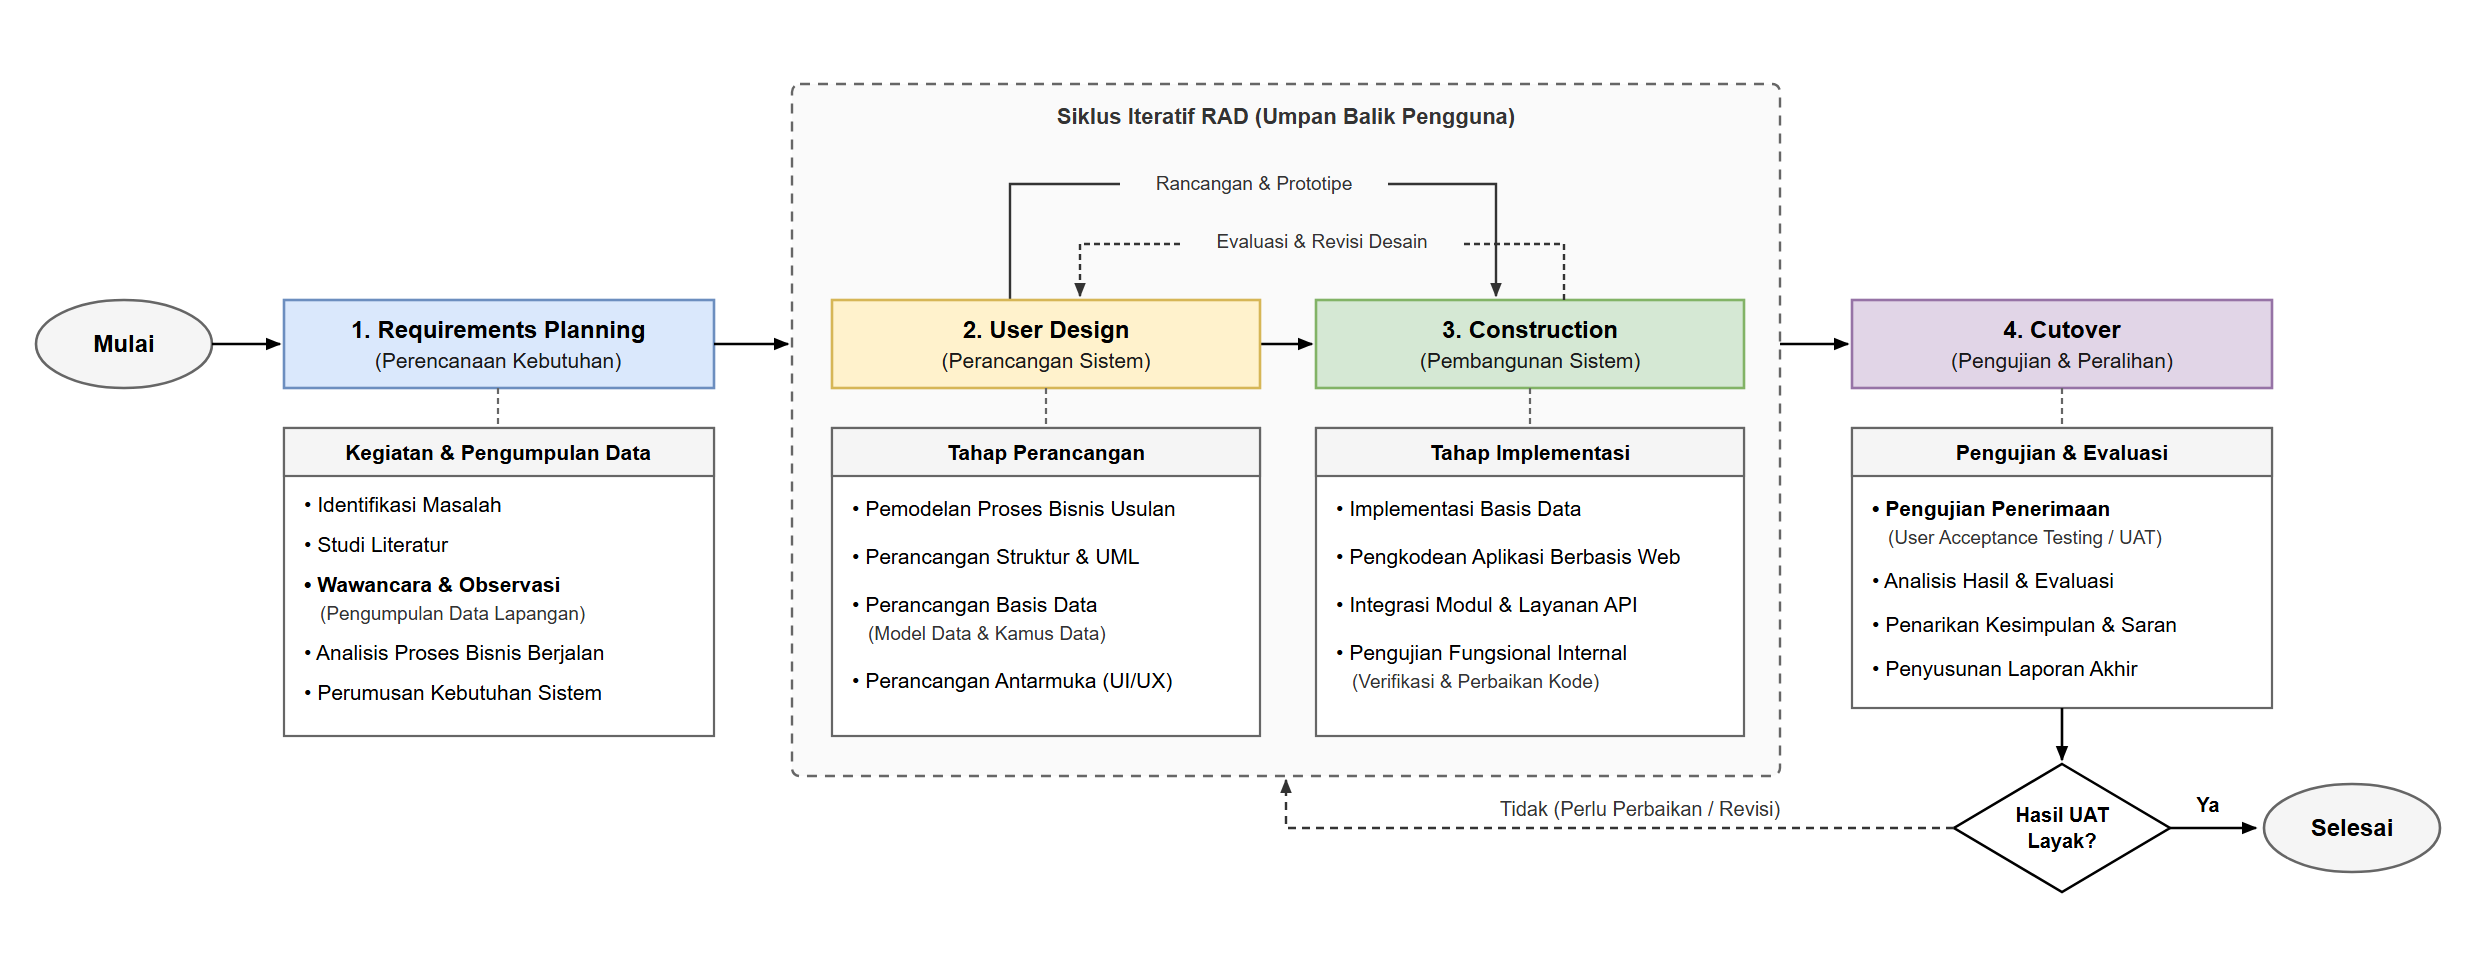 Siklus Iteratif RAD (Umpan Balik Pengguna)
Rancangan & Prototipe
Evaluasi & Revisi Desain
Mulai
1. Requirements Planning
(Perencanaan Kebutuhan)
2. User Design
(Perancangan Sistem)
3. Construction
(Pembangunan Sistem)
4. Cutover
(Pengujian & Peralihan)
Kegiatan & Pengumpulan Data
• Identifikasi Masalah
• Studi Literatur
• Wawancara & Observasi
(Pengumpulan Data Lapangan)
• Analisis Proses Bisnis Berjalan
• Perumusan Kebutuhan Sistem
Tahap Perancangan
• Pemodelan Proses Bisnis Usulan
• Perancangan Struktur & UML
• Perancangan Basis Data
(Model Data & Kamus Data)
• Perancangan Antarmuka (UI/UX)
Tahap Implementasi
• Implementasi Basis Data
• Pengkodean Aplikasi Berbasis Web
• Integrasi Modul & Layanan API
• Pengujian Fungsional Internal
(Verifikasi & Perbaikan Kode)
Pengujian & Evaluasi
• Pengujian Penerimaan
(User Acceptance Testing / UAT)
• Analisis Hasil & Evaluasi
• Penarikan Kesimpulan & Saran
• Penyusunan Laporan Akhir
Tidak (Perlu Perbaikan / Revisi)
Hasil UAT
Layak?
Ya
Selesai